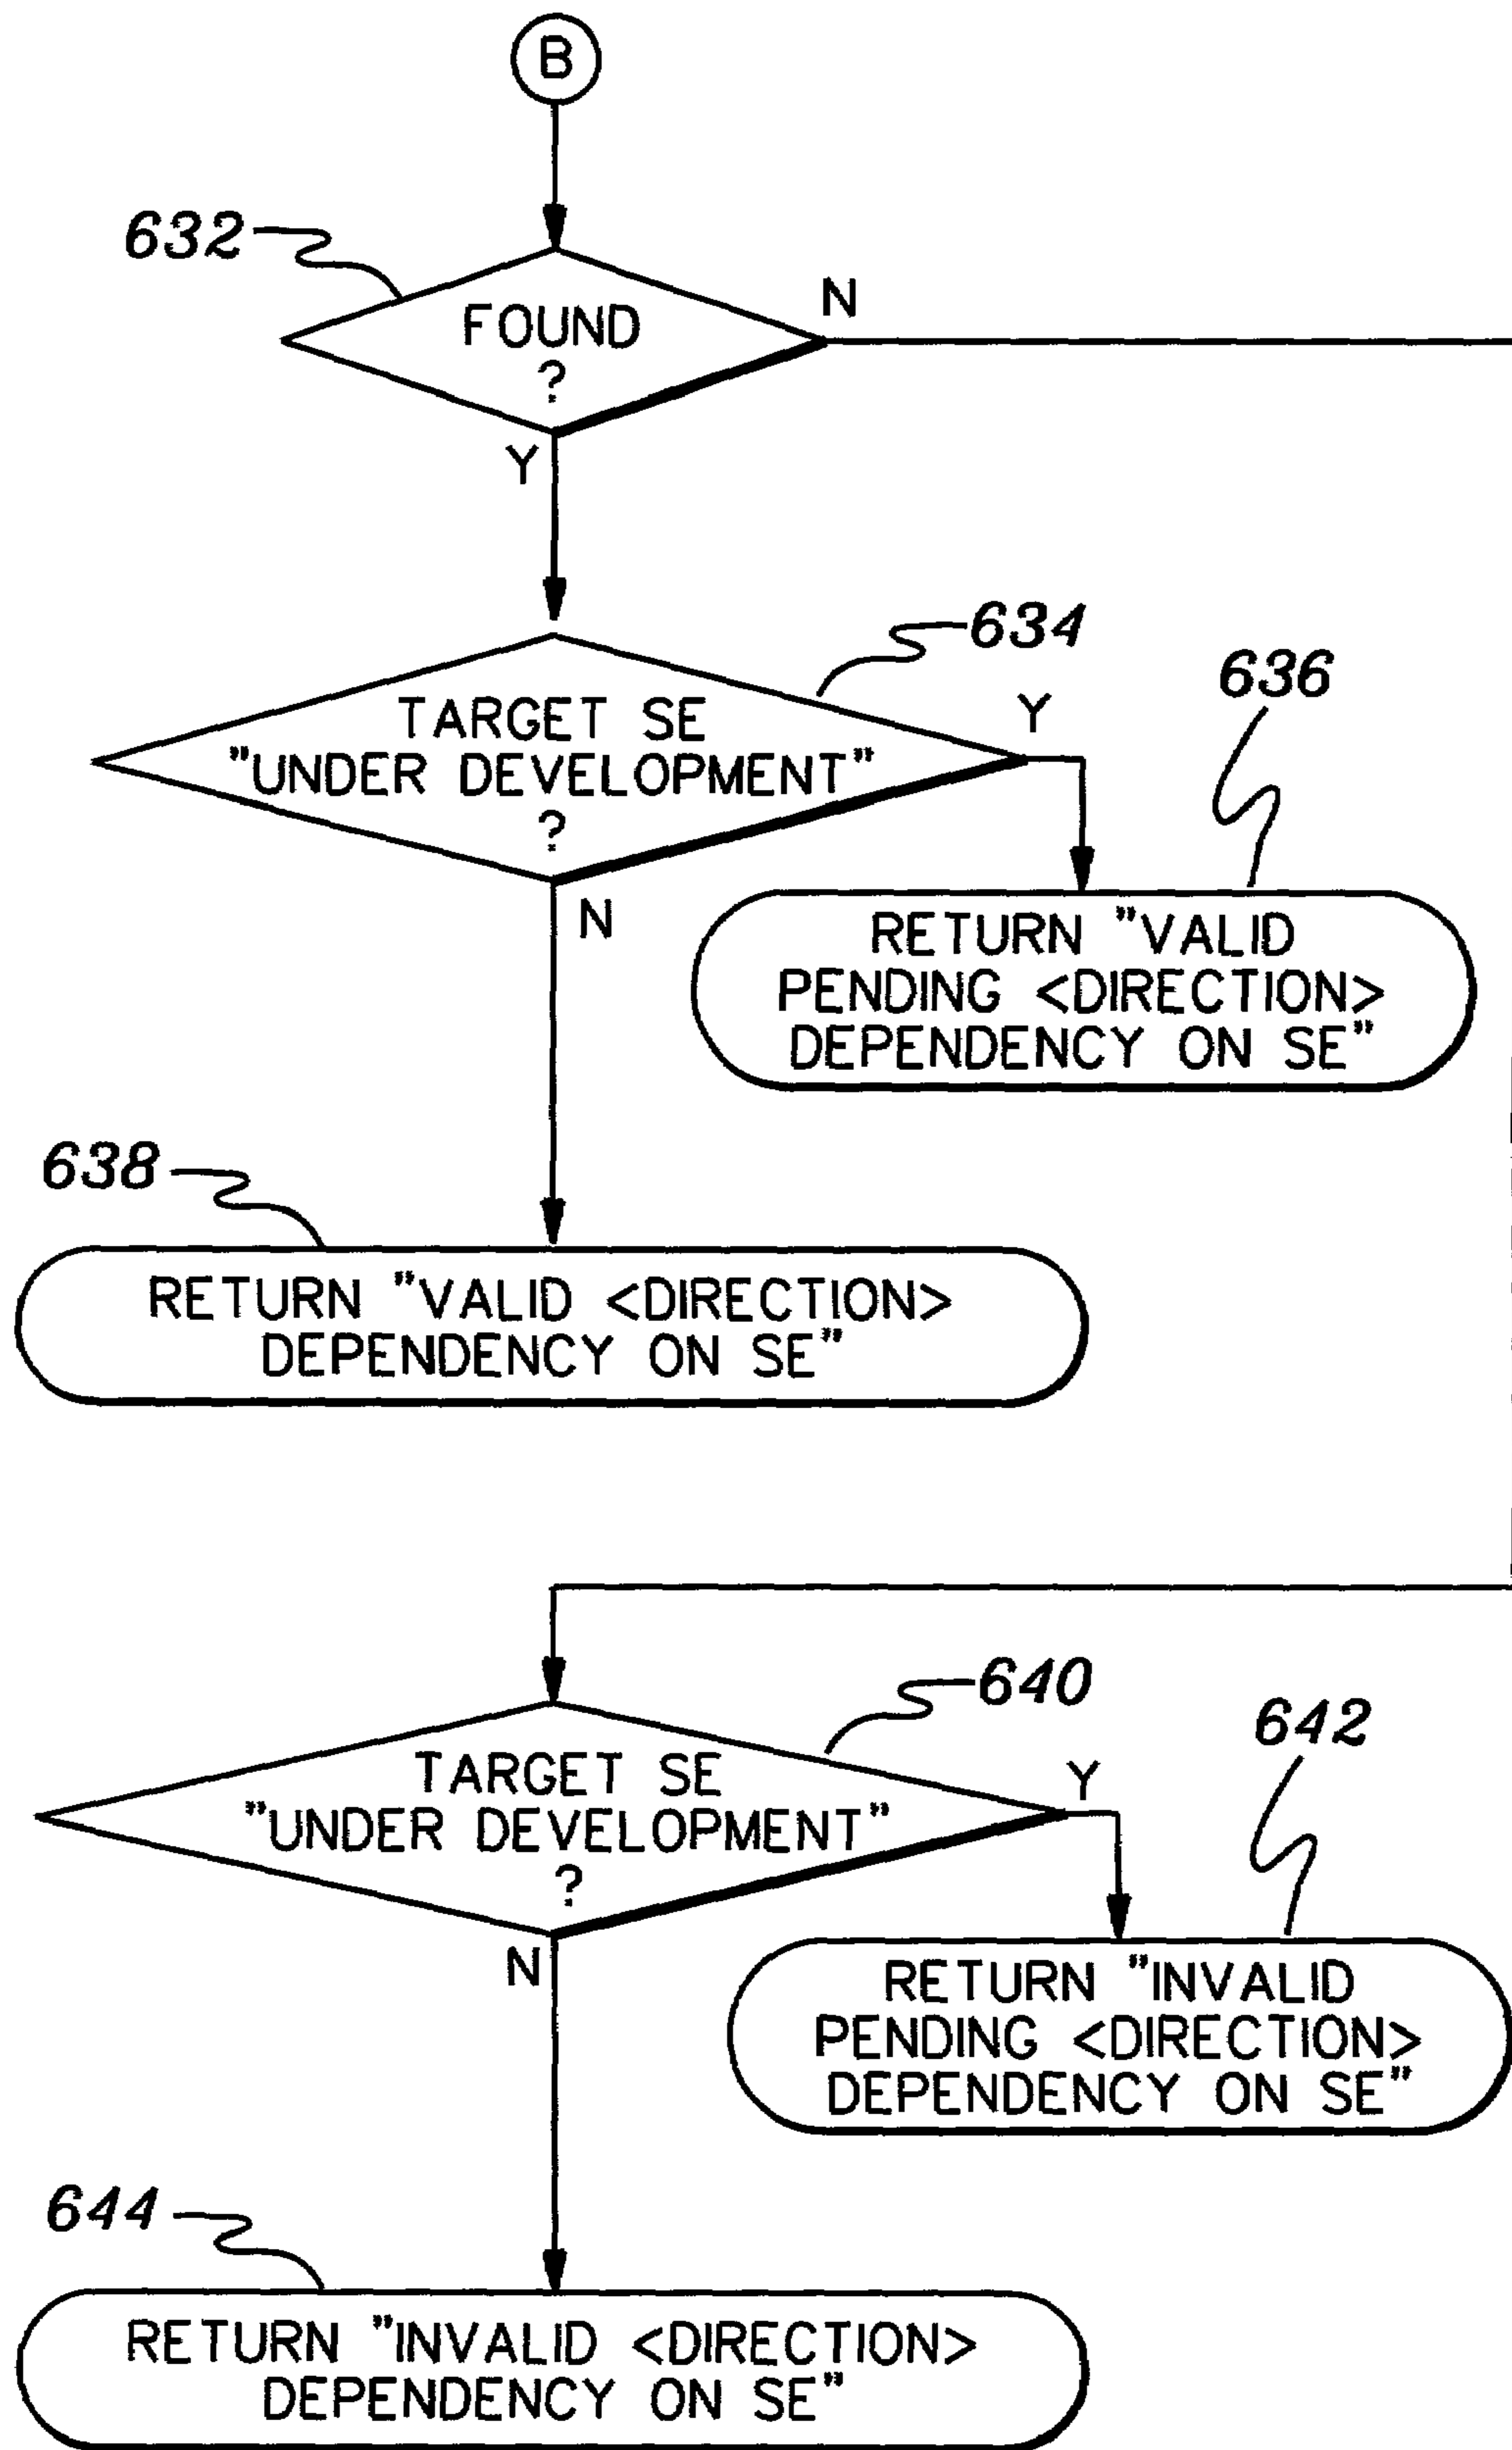 B
632
FOUND
?
N
Y
634
TARGET SE
"UNDER DEVELOPMENT"
?
Y
N
636
RETURN "VALID
PENDING <DIRECTION>
DEPENDENCY ON SE"
638
RETURN "VALID <DIRECTION>
DEPENDENCY ON SE"
640
TARGET SE
"UNDER DEVELOPMENT"
?
Y
N
642
RETURN "INVALID
PENDING <DIRECTION>
DEPENDENCY ON SE"
644
RETURN "INVALID <DIRECTION>
DEPENDENCY ON SE"